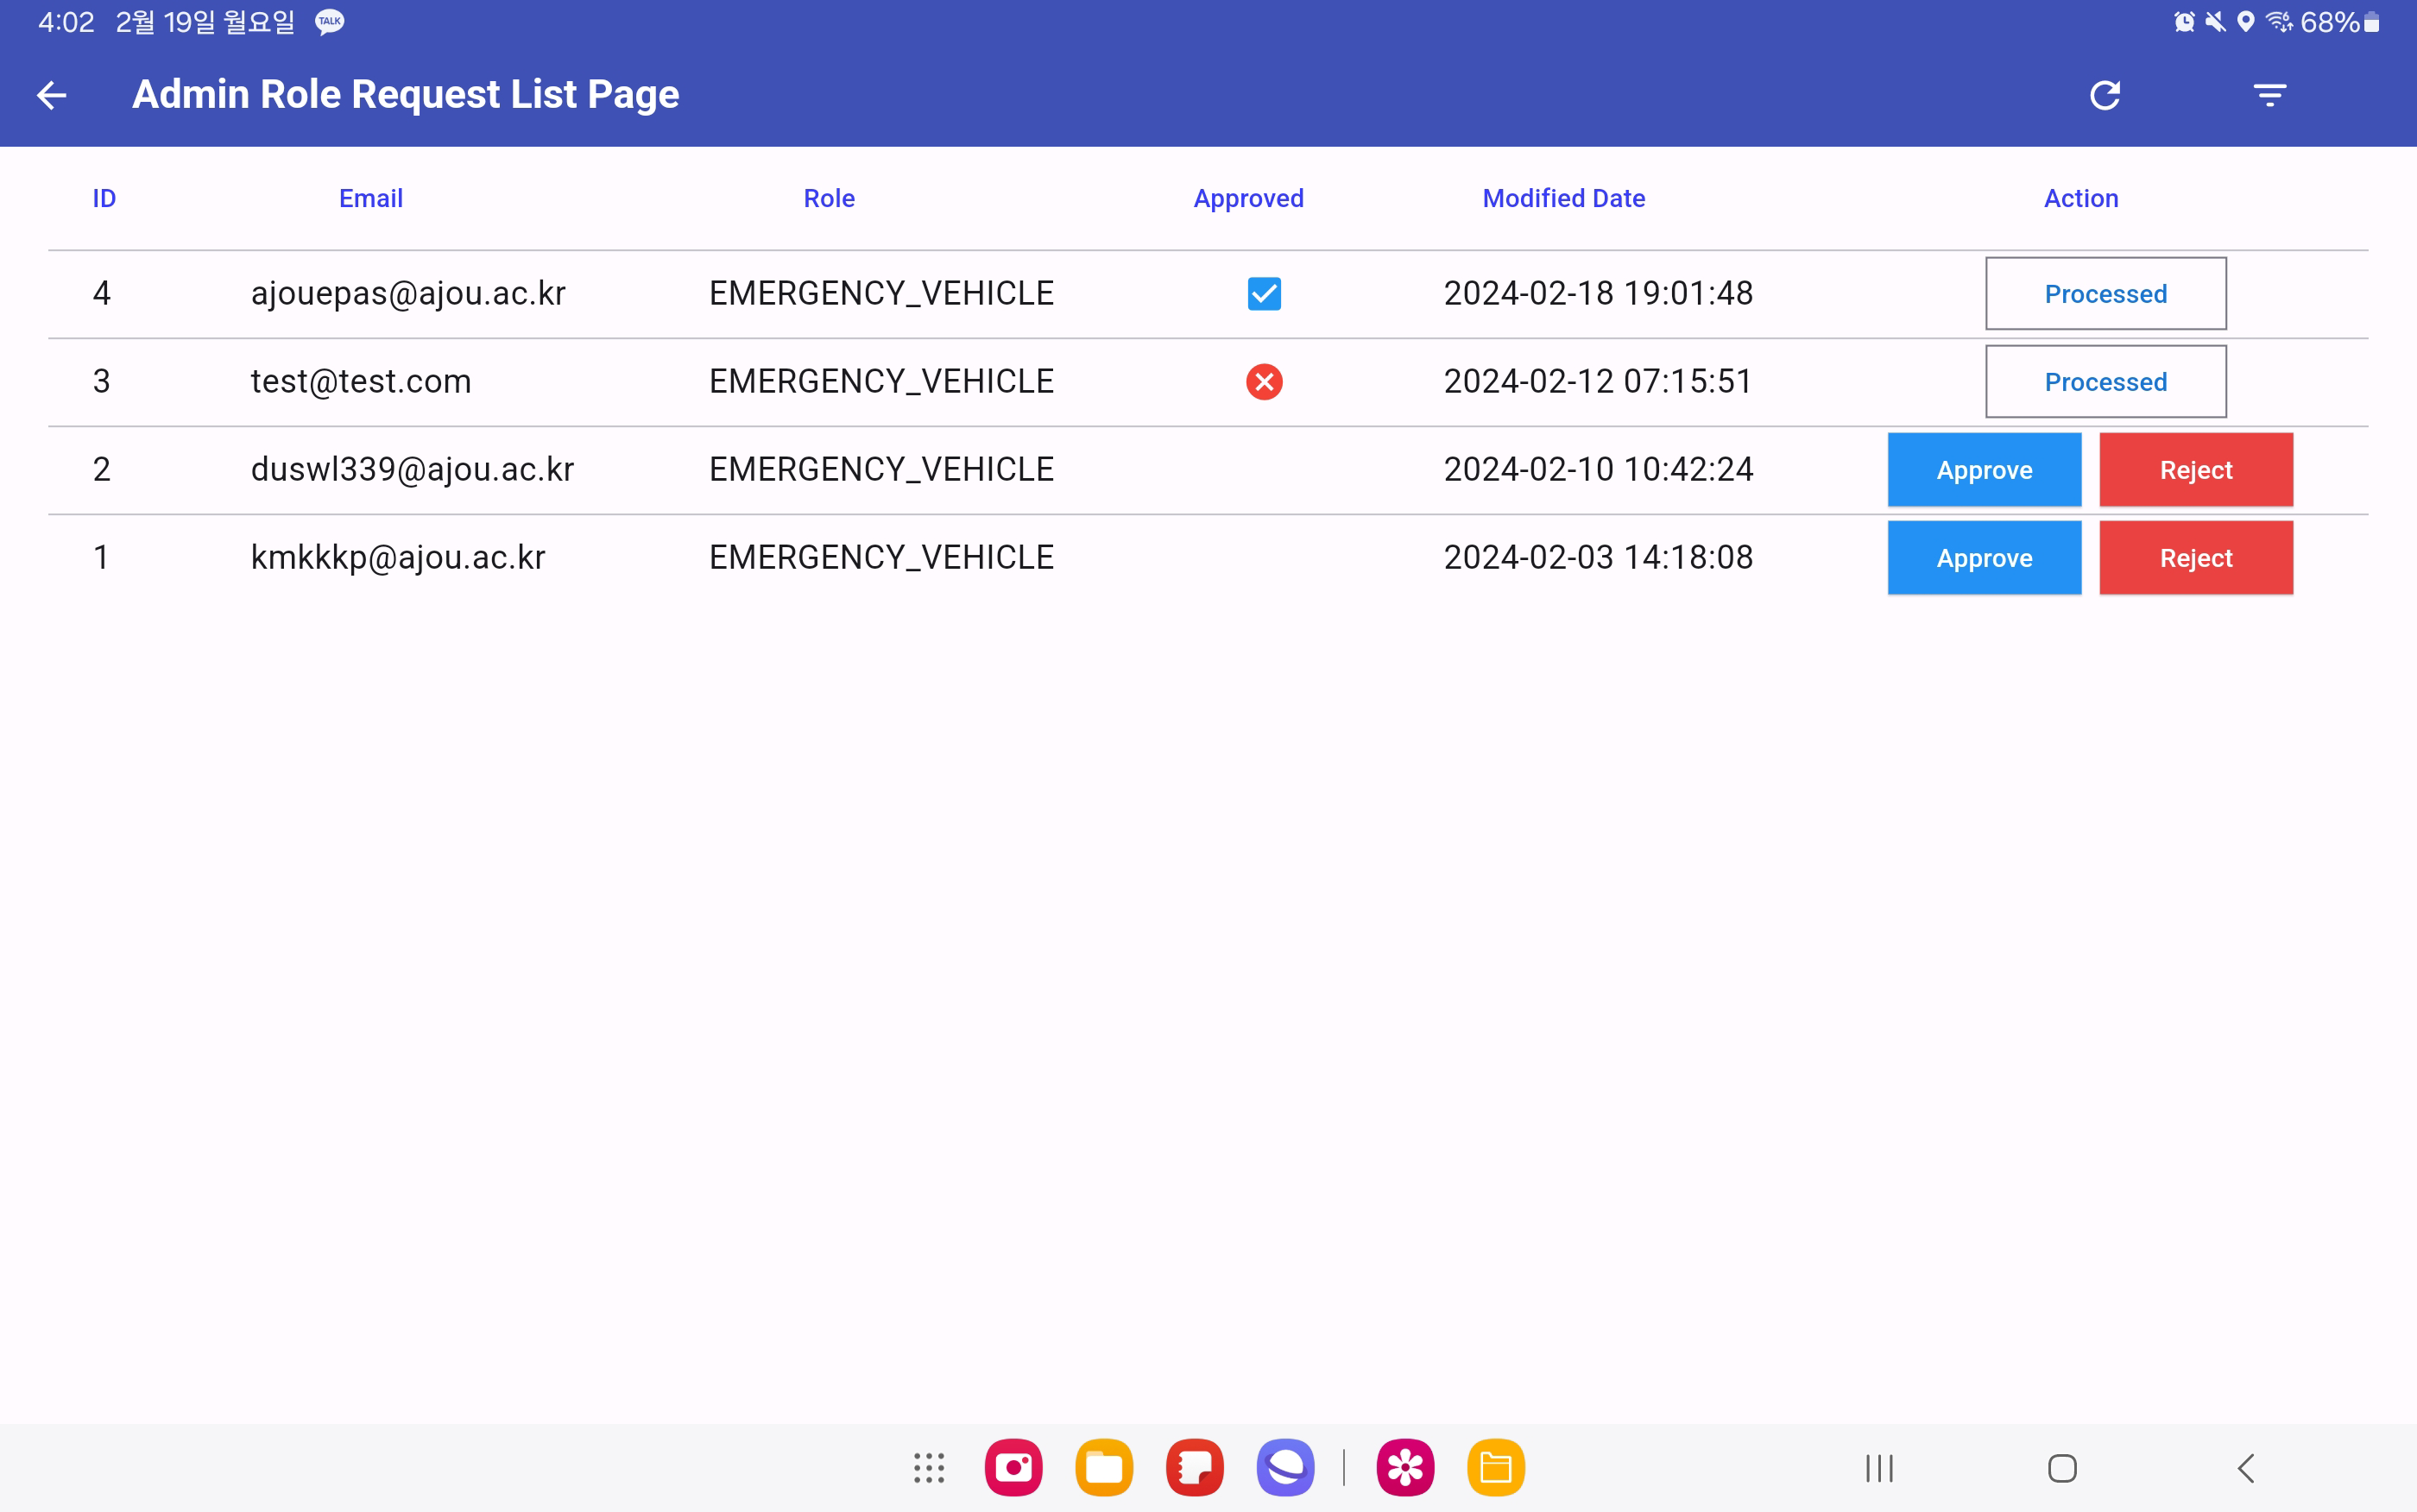 4:02 2월 19일 월요일 TALK 68%
Admin Role Request List Page
ID Email Role Approved Modified Date Action
4 ajouepas@ajou.ac.kr EMERGENCY_VEHICLE 2024-02-18 19:01:48 Processed
3 test@test.com EMERGENCY_VEHICLE 2024-02-12 07:15:51 Processed
2 duswl339@ajou.ac.kr EMERGENCY_VEHICLE 2024-02-10 10:42:24 Approve Reject
1 kmkkkp@ajou.ac.kr EMERGENCY_VEHICLE 2024-02-03 14:18:08 Approve Reject